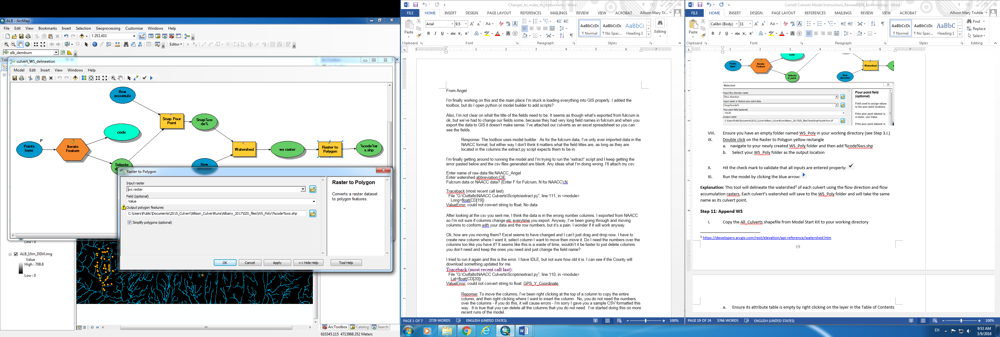 ALB - ArcMap
File Edit View Bookmarks Insert Selection Geoprocessing Customize Windows Help
1:253,403
Editor
alb_demburn
culvert_WS_delineation
Model Edit Insert View Windows Help
flow
accumula
Snap Pour
Point
Snap%co
de%
code
Points
layer
P
Iterate
Feature
Selecte
Watershed
ws raster
Raster to
Polygon
%code%w
s.shp
flow
Raster to Polygon
Input raster
ws raster
Field (optional)
Value
Output polygon features
C:\Users\Public\Documents\2015_Culvert\Allison_CulvertRuns\Albany_2017\GIS_files\WS_Poly\%code%ws.shp
Simplify polygons (optional)
Raster to Polygon
Converts a raster dataset
to polygon features.
OK Cancel Apply << Hide Help Tool Help
Low : 0
ALB_10m_DEM.img
Value
High : 708.8
Low : 0
ArcToolbox Catalog Search
610345.115 4713968.352 Meters
Changes_to_make_to_instructions - Word
FILE HOME INSERT DESIGN PAGE LAYOUT REFERENCES MAILINGS REVIEW VIEW ACROBAT Allison Mary Tr...
Paste
Arial 9.5
AaBbCcDc AaBbCcDc AaBbCc
¶ Normal ¶ No Spac... Heading 1
Editing
Clipboard Font Paragraph Styles
From Angel
I'm finally working on this and the main place I'm stuck is loading everything into GIS properly. I added the
toolbox, but do I open python or model builder to add scripts?
Also, I'm not clear on what the title of the fields need to be. It seems as though what's exported from fulcrum is
ok, but we've had to change our fields some, because they had very long field names in fulcrum and when you
export the data to GIS it doesn't make sense. I've attached our culverts as an excel spreadsheet so you can
see the fields.
Response: The toolbox uses model builder. As for the fulcrum data, I've only ever imported data in the
NAACC format, but either way I don't think it matters what the field titles are, as long as they are
located in the columns the extract.py script expects them to be in.
I'm finally getting around to running the model and I'm trying to run the "extract" script and I keep getting the
error pasted below and the csv files generated are blank. Any ideas what I'm doing wrong. I'll attach my csv.
Enter name of raw data file:NAACC_Angel
Enter watershed abbreviation:CIE
Fulcrum data or NAACC data? (Enter F for Fulcrum, N for NAACC):N
Traceback (most recent call last):
File "G:\Outfalls\NAACC Culverts\Scripts\extract.py", line 111, in <module>
Long=float(CD[19])
ValueError: could not convert string to float: No data
After looking at the csv you sent me, I think the data is in the wrong number columns. I exported from NAACC
so I'm not sure if columns change etc everytime you export. Anyway, I've been going through and moving
columns to conform with your data and the row numbers, but it's a pain. I wonder if it will work anyway.
Ok, how are you moving them? Excel seems to have changed and I can't just drag and drop now. I have to
create new column where I want it, select column I want to move then move it. Do I need the numbers over the
columns too like you have it? It seems like this is a waste of time, wouldn't it be faster to just delete columns
you don't need and keep the ones you need and just change the field name?
I tried to run it again and this is the error. I have IDLE, but not sure how old it is. I can see if the County will
download something updated for me.
Traceback (most recent call last):
File "G:\Outfalls\NAACC Culverts\Scripts\extract.py", line 110, in <module>
Lat=float(CD[20])
ValueError: could not convert string to float: GPS_Y_Coordinate
Reponse: To move the columns, I've been right clicking at the top of a column to copy the entire
column, and then right clicking where I want to insert the column. No, you do not need the numbers
over the columns - if you do this, it will cause errors - I'm sorry I gave you a sample CSV formatted this
way. It is true that you can delete all the columns that you do not need. I've started doing this on more
recent runs of the model.
PAGE 1 OF 7 2729 WORDS ENGLISH (UNITED STATES) 100%
Cornell Culverts Model Instructions_Revised2018_forWorkshop - Word
FILE HOME INSERT DESIGN PAGE LAYOUT REFERENCES MAILINGS REVIEW VIEW ACROBAT Allison Mary Truhlar
Paste
Calibri (Body) 11
AaBbCcDc AaBbCcDc AaBbC
¶ Normal ¶ No Spac... Heading 1
Find
Replace
Select
Clipboard Font Paragraph Styles Editing
code
Points
layer
P
Iterate
Feature
Selecte
d_point
Watershed
flow
direction
Watershed
Input flow direction raster
flow direction
Input raster or feature pour point data
Snap%code%
Pour point field (optional)
VALUE
Output raster
C:\Users\Public\Documents\2015_Culvert\Allison_CulvertRuns\Albany_2017\GIS_files\Temp\Snap%code%ws.tif
Pour point field
(optional)
Field used to assign values
to the pour point locations.
If the pour point dataset is
a raster, use Value.
If the pour point dataset is
VIII. Ensure you have an empty folder named WS_Poly in your working directory (see Step 3.I.)
IX. Double click on the Raster to Polygon yellow rectangle
a. navigate to your newly created WS_Poly folder and then add %code%ws.shp
b. Select your WS_Poly folder as the output location
X. Hit the check mark to validate that all inputs are entered properly:
XI. Run the model by clicking the blue arrow:
Explanation: This tool will delineate the watershed³ of each culvert using the flow direction and flow
accumulation rasters. Each culvert's watershed will save to the WS_Poly folder and will take the same
name as its culvert point.
Step 11: Append WS
I. Copy the All_Culverts shapefile from Model Start Kit to your working directory
³ https://developers.arcgis.com/rest/elevation/api-reference/watershed.htm
19
a. Ensure its attribute table is empty by right clicking on the layer in the Table of Contents
PAGE 19 OF 24 5766 WORDS ENGLISH (UNITED STATES) 100%
EN
9:53 AM
3/9/2018